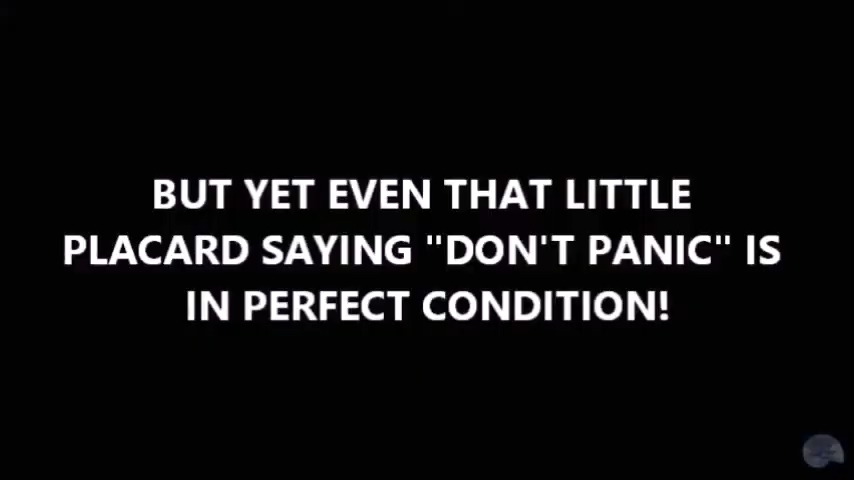 BUT YET EVEN THAT LITTLE
PLACARD SAYING "DON'T PANIC" IS
IN PERFECT CONDITION!